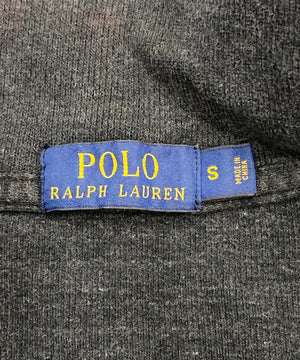 POLO
RALPH LAUREN
S
MADE IN
CHINA